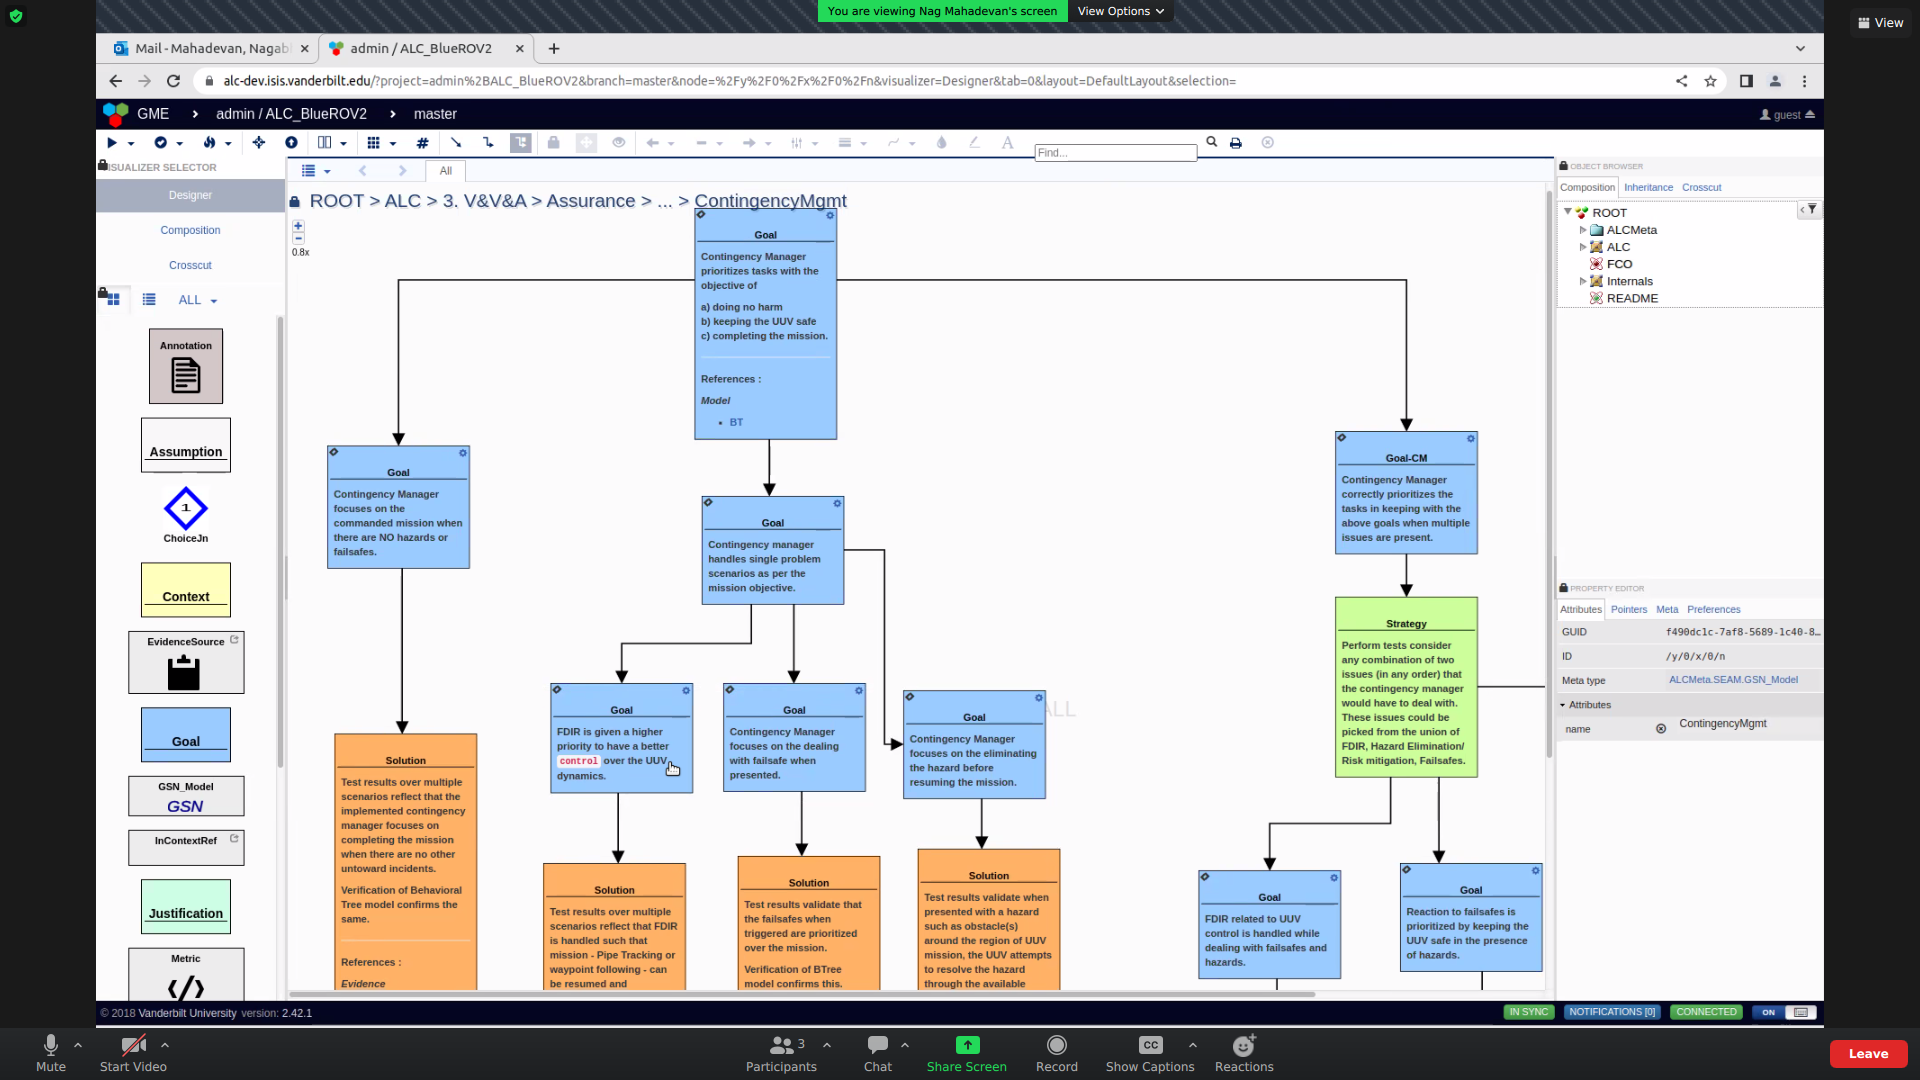 You are viewing Nag Mahadevan's screen
View Options
View
Mail - Mahadevan, Nagabl
admin / ALC_BlueROV2
alc-dev.isis.vanderbilt.edu/?project=admin%2BALC_BlueROV2&branch=master&node=%2Fy%2F0%2Fx%2F0%2Fn&visualizer=Designer&tab=0&layout=DefaultLayout&selection=
GME
admin / ALC_BlueROV2
master
guest
Find...
ISUALIZER SELECTOR
Designer
Composition
Crosscut
ALL
Annotation
Assumption
1
ChoiceJn
Context
EvidenceSource
Goal
GSN_Model
GSN
InContextRef
Justification
Metric
All
ROOT > ALC > 3. V&V&A > Assurance > ... > ContingencyMgmt
0.8x
Goal
Contingency Manager
prioritizes tasks with the
objective of
a) doing no harm
b) keeping the UUV safe
c) completing the mission.
References :
Model
• BT
Goal
Contingency Manager
focuses on the
commanded mission when
there are NO hazards or
failsafes.
Goal
Contingency manager
handles single problem
scenarios as per the
mission objective.
Goal-CM
Contingency Manager
correctly prioritizes the
tasks in keeping with the
above goals when multiple
issues are present.
Strategy
Perform tests consider
any combination of two
issues (in any order) that
the contingency manager
would have to deal with.
These issues could be
picked from the union of
FDIR, Hazard Elimination/
Risk mitigation, Failsafes.
Goal
FDIR is given a higher
priority to have a better
control over the UUV
dynamics.
Goal
Contingency Manager
focuses on the dealing
with failsafe when
presented.
Goal
Contingency Manager
focuses on the eliminating
the hazard before
resuming the mission.
ALL
Solution
Test results over multiple
scenarios reflect that the
implemented contingency
manager focuses on
completing the mission
when there are no other
untoward incidents.
Verification of Behavioral
Tree model confirms the
same.
References :
Evidence
Solution
Test results over multiple
scenarios reflect that FDIR
is handled such that
mission - Pipe Tracking or
waypoint following - can
be resumed and
Solution
Test results validate that
the failsafes when
triggered are prioritized
over the mission.
Verification of BTree
model confirms this.
Solution
Test results validate when
presented with a hazard
such as obstacle(s)
around the region of UUV
mission, the UUV attempts
to resolve the hazard
through the available
Goal
FDIR related to UUV
control is handled while
dealing with failsafes and
hazards.
Goal
Reaction to failsafes is
prioritized by keeping the
UUV safe in the presence
of hazards.
OBJECT BROWSER
Composition
Inheritance
Crosscut
ROOT
ALCMeta
ALC
FCO
Internals
README
PROPERTY EDITOR
Attributes
Pointers
Meta
Preferences
GUID f490dc1c-7af8-5689-1c40-8...
ID /y/0/x/0/n
Meta type ALCMeta.SEAM.GSN_Model
Attributes
name ContingencyMgmt
© 2018 Vanderbilt University version: 2.42.1
IN SYNC
NOTIFICATIONS [0]
CONNECTED
ON
Mute
Start Video
3
Participants
Chat
Share Screen
Record
CC
Show Captions
Reactions
Leave